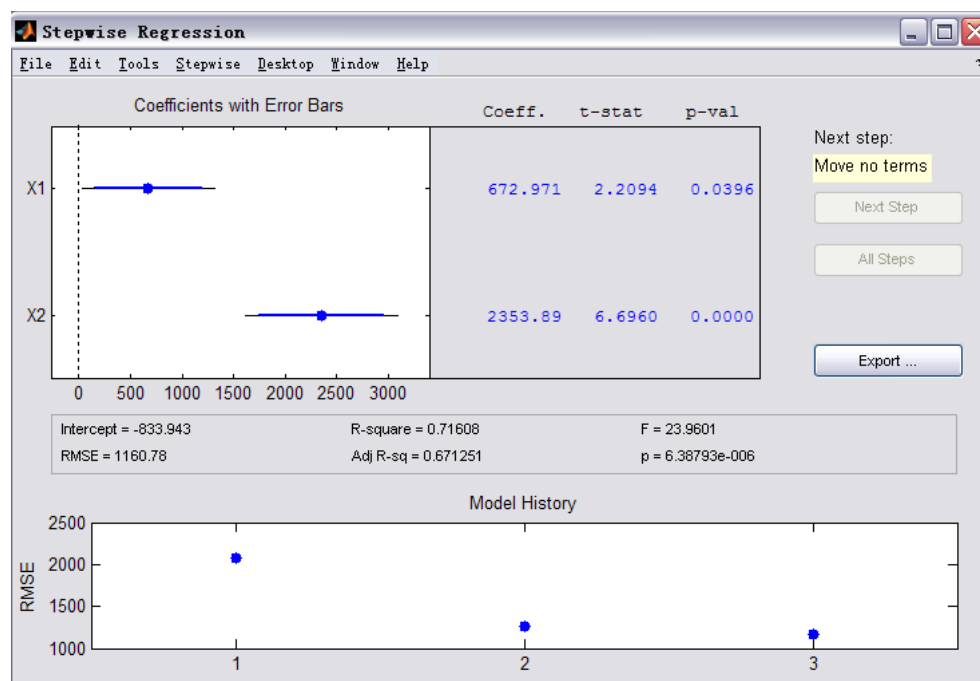 Stepwise Regression
File Edit Tools Stepwise Desktop Window Help
Coefficients with Error Bars
Coeff. t-stat p-val
Next step:
Move no terms
X1 672.971 2.2094 0.0396
Next Step
All Steps
X2 2353.89 6.6960 0.0000
Export ...
0 500 1000 1500 2000 2500 3000
Intercept = -833.943 R-square = 0.71608 F = 23.9601
RMSE = 1160.78 Adj R-sq = 0.671251 p = 6.38793e-006
Model History
2500
2000
RMSE
1500
1000
1 2 3